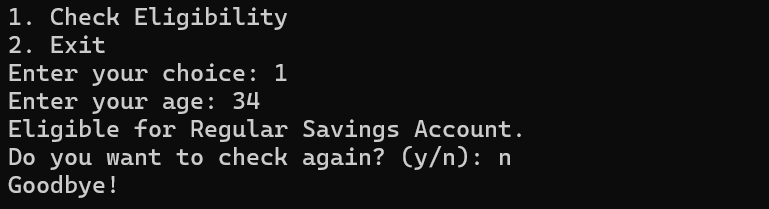 1. Check Eligibility
2. Exit
Enter your choice: 1
Enter your age: 34
Eligible for Regular Savings Account.
Do you want to check again? (y/n): n
Goodbye!